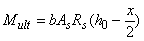 M_ult = bA_sR_s(h_0 − x/2)